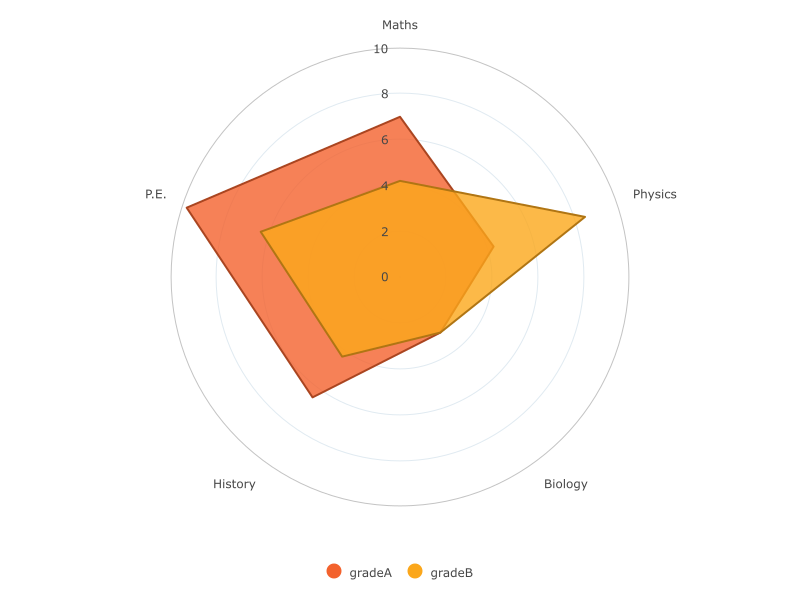 Maths
10
8
6
4
2
0
P.E.
Physics
History
Biology
gradeA
gradeB